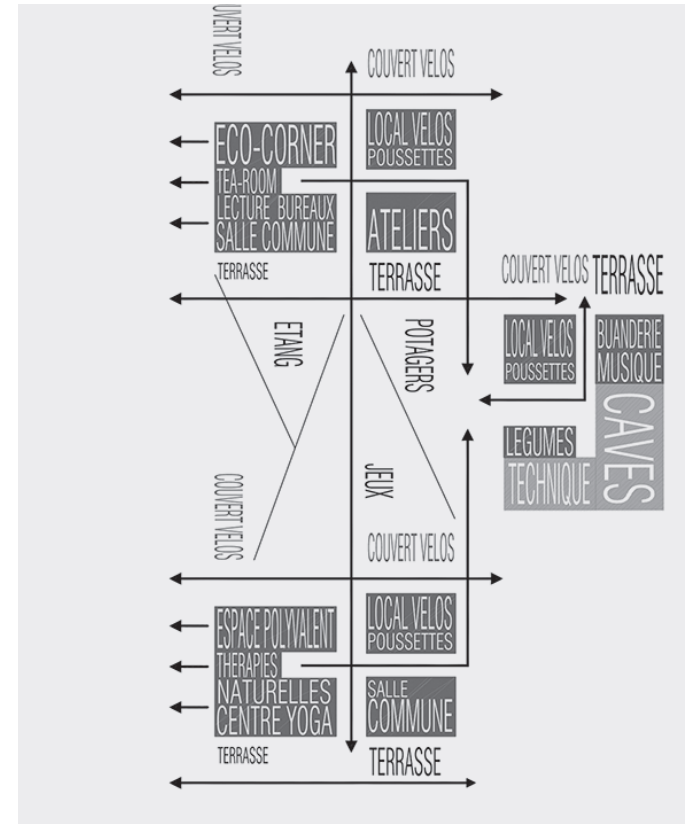 UVERT VELOS
COUVERT VELOS
ECO-CORNER
TEA-ROOM
LECTURE BUREAUX
SALLE COMMUNE
TERRASSE
LOCAL VELOS
POUSSETTES
ATELIERS
TERRASSE
COUVERT VELOS
TERRASSE
LOCAL VELOS
POUSSETTES
BUANDERIE
MUSIQUE
CAVES
LEGUMES
TECHNIQUE
ETANG
POTAGERS
JEUX
COUVERT VELOS
COUVERT VELOS
ESPACE POLYVALENT
THERAPIES
NATURELLES
CENTRE YOGA
TERRASSE
LOCAL VELOS
POUSSETTES
SALLE
COMMUNE
TERRASSE